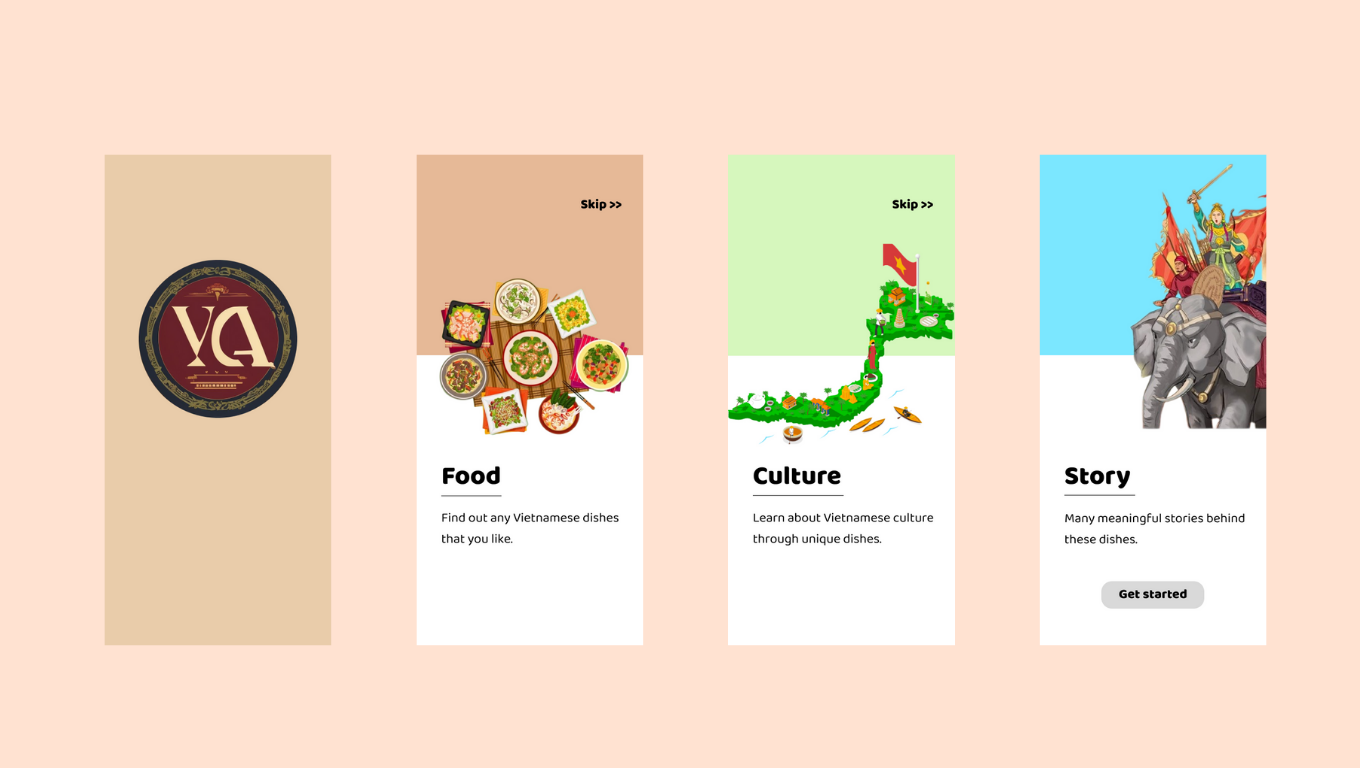 VA
Skip >>
Food
Find out any Vietnamese dishes
that you like.
Skip >>
Culture
Learn about Vietnamese culture
through unique dishes.
Story
Many meaningful stories behind
these dishes.
Get started